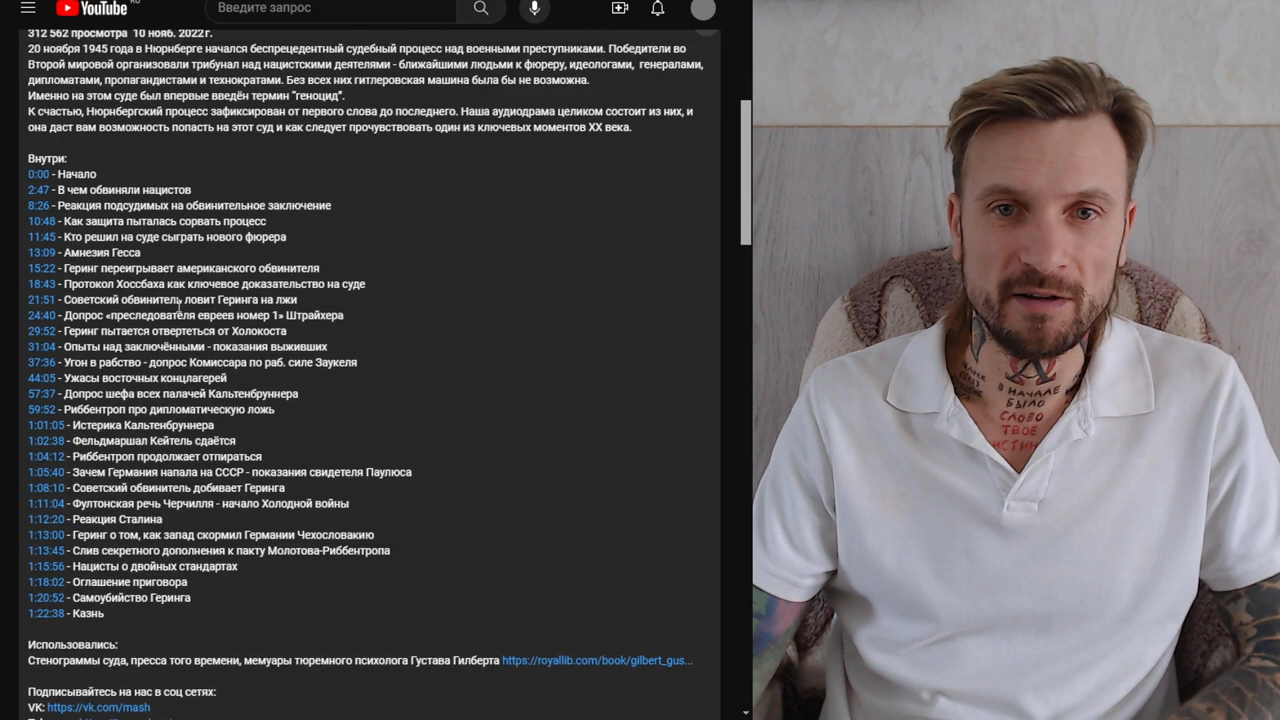 YouTube
RU
Введите запрос
312 562 просмотра 10 нояб. 2022 г.
20 ноября 1945 года в Нюрнберге начался беспрецедентный судебный процесс над военными преступниками. Победители во
Второй мировой организовали трибунал над нацистскими деятелями - ближайшими людьми к фюреру, идеологами, генералами,
дипломатами, пропагандистами и технократами. Без всех них гитлеровская машина была бы не возможна.
Именно на этом суде был впервые введён термин "геноцид".
К счастью, Нюрнбергский процесс зафиксирован от первого слова до последнего. Наша аудиодрама целиком состоит из них, и
она даст вам возможность попасть на этот суд и как следует прочувствовать один из ключевых моментов XX века.
Внутри:
0:00 - Начало
2:47 - В чем обвиняли нацистов
8:26 - Реакция подсудимых на обвинительное заключение
10:48 - Как защита пыталась сорвать процесс
11:45 - Кто решил на суде сыграть нового фюрера
13:09 - Амнезия Гесса
15:22 - Геринг переигрывает американского обвинителя
18:43 - Протокол Хоссбаха как ключевое доказательство на суде
21:51 - Советский обвинитель ловит Геринга на лжи
24:40 - Допрос «преследователя евреев номер 1» Штрайхера
29:52 - Геринг пытается отвертеться от Холокоста
31:04 - Опыты над заключёнными - показания выживших
37:36 - Угон в рабство - допрос Комиссара по раб. силе Заукеля
44:05 - Ужасы восточных концлагерей
57:37 - Допрос шефа всех палачей Кальтенбруннера
59:52 - Риббентроп про дипломатическую ложь
1:01:05 - Истерика Кальтенбруннера
1:02:38 - Фельдмаршал Кейтель сдаётся
1:04:12 - Риббентроп продолжает отпираться
1:05:40 - Зачем Германия напала на СССР - показания свидетеля Паулюса
1:08:10 - Советский обвинитель добивает Геринга
1:11:04 - Фултонская речь Черчилля - начало Холодной войны
1:12:20 - Реакция Сталина
1:13:00 - Геринг о том, как запад скормил Германии Чехословакию
1:13:45 - Слив секретного дополнения к пакту Молотова-Риббентропа
1:15:56 - Нацисты о двойных стандартах
1:18:02 - Оглашение приговора
1:20:52 - Самоубийство Геринга
1:22:38 - Казнь
Использовались:
Стенограммы суда, пресса того времени, мемуары тюремного психолога Густава Гилберта https://royallib.com/book/gilbert_gus...
Подписывайтесь на нас в соц сетях:
VK: https://vk.com/mash
В НАЧАЛЕ
БЫЛО
СЛОВО
ТВОЕ
ИСТИН